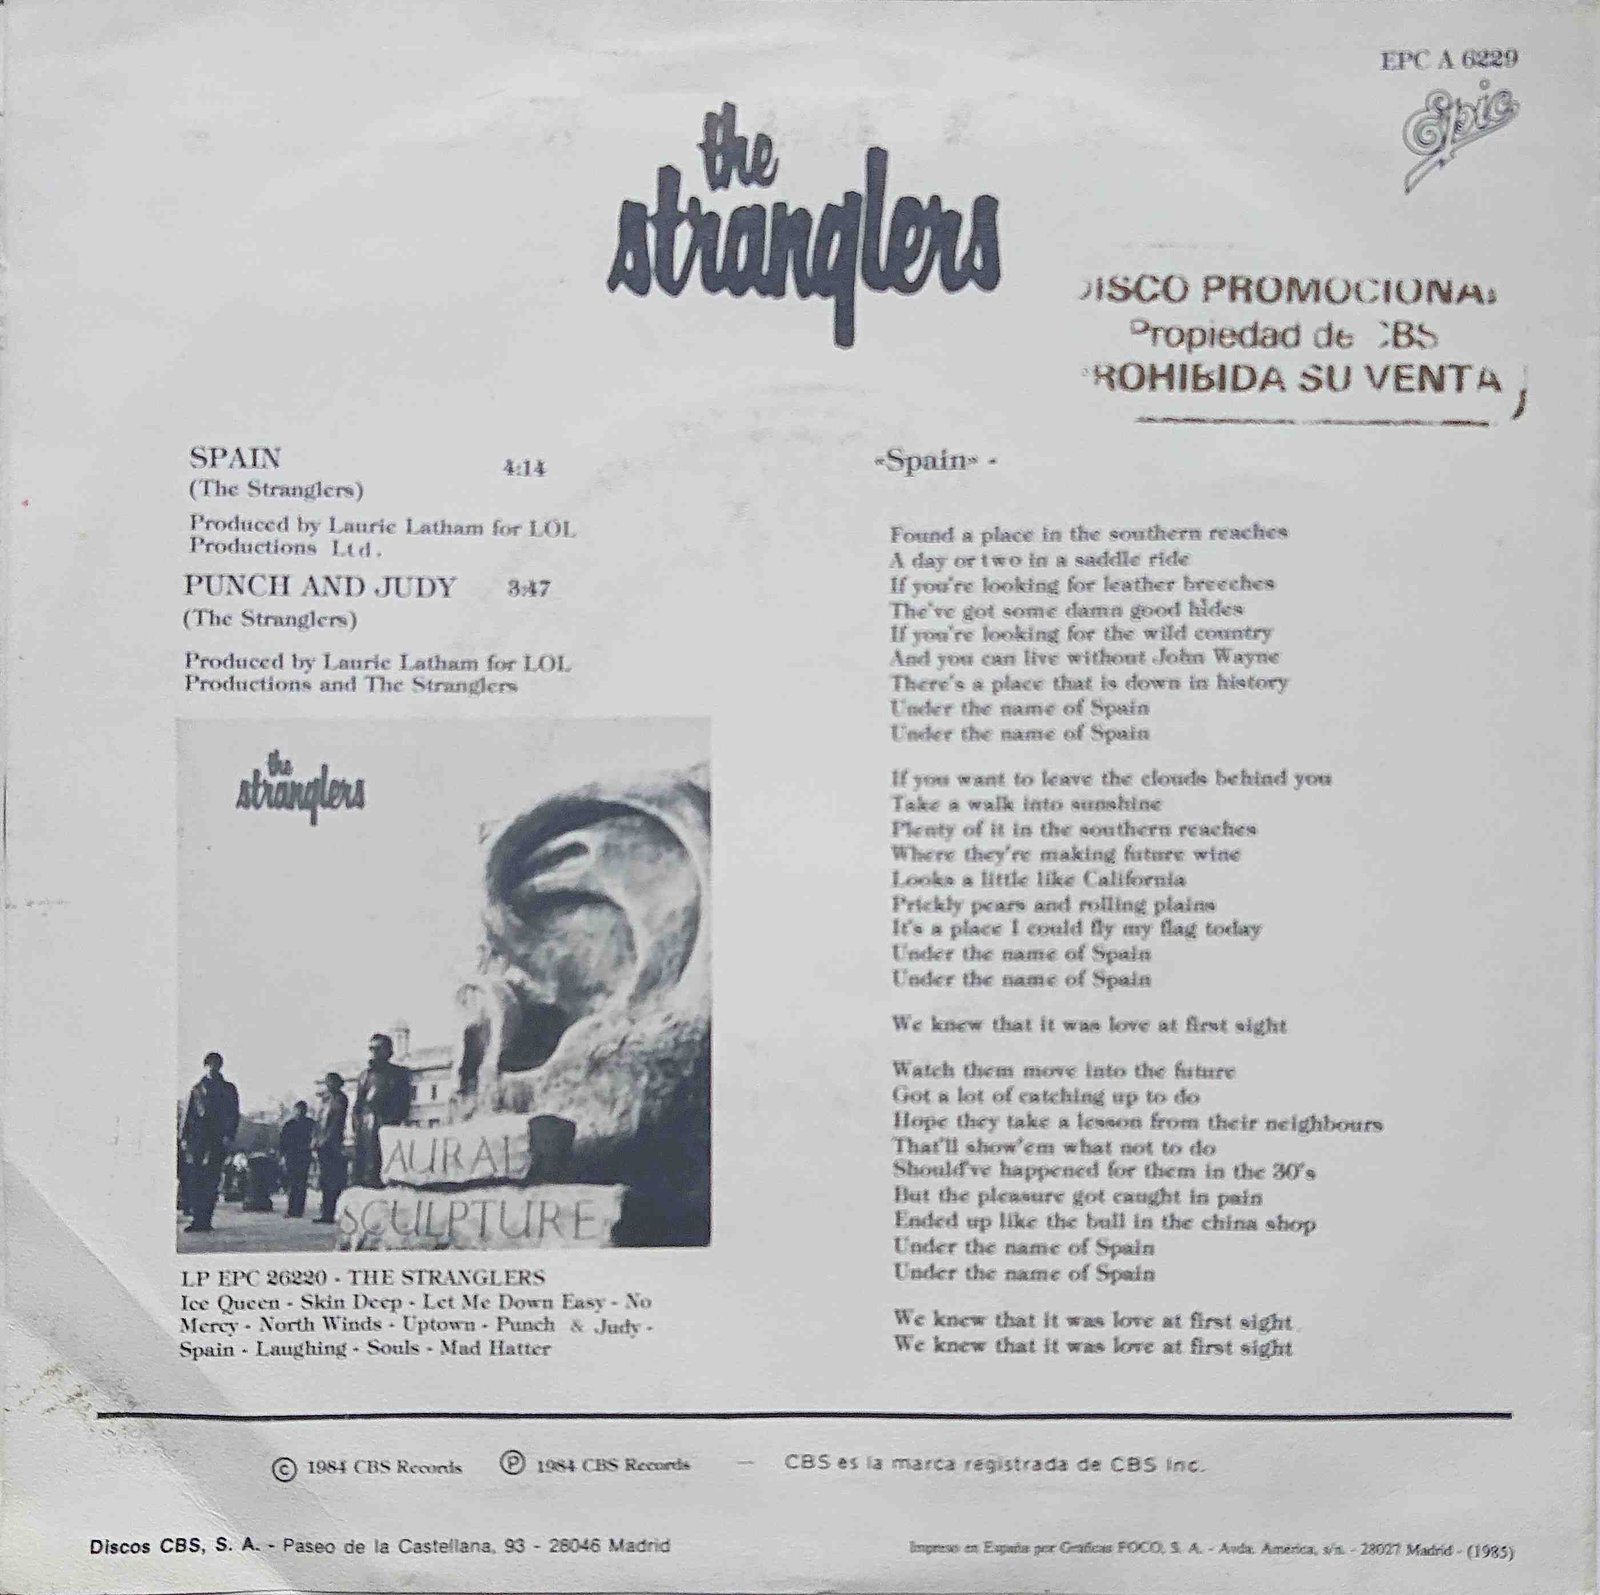 EPC A 6229
Epic
the
stranglers
DISCO PROMOCIONAL
Propiedad de CBS
PROHIBIDA SU VENTA
SPAIN 4:14
(The Stranglers)
Produced by Laurie Latham for LOL
Productions Ltd.
PUNCH AND JUDY 3:47
(The Stranglers)
Produced by Laurie Latham for LOL
Productions and The Stranglers
the
stranglers
AURAL
SCULPTURE
LP EPC 26220 - THE STRANGLERS
Ice Queen - Skin Deep - Let Me Down Easy - No
Mercy - North Winds - Uptown - Punch & Judy -
Spain - Laughing - Souls - Mad Hatter
«Spain» -
Found a place in the southern reaches
A day or two in a saddle ride
If you're looking for leather breeches
The've got some damn good hides
If you're looking for the wild country
And you can live without John Wayne
There's a place that is down in history
Under the name of Spain
Under the name of Spain
If you want to leave the clouds behind you
Take a walk into sunshine
Plenty of it in the southern reaches
Where they're making future wine
Looks a little like California
Prickly pears and rolling plains
It's a place I could fly my flag today
Under the name of Spain
Under the name of Spain
We knew that it was love at first sight
Watch them move into the future
Got a lot of catching up to do
Hope they take a lesson from their neighbours
That'll show'em what not to do
Should've happened for them in the 30's
But the pleasure got caught in pain
Ended up like the bull in the china shop
Under the name of Spain
Under the name of Spain
We knew that it was love at first sight
We knew that it was love at first sight
© 1984 CBS Records ℗ 1984 CBS Records — CBS es la marca registrada de CBS Inc.
Discos CBS, S. A. - Paseo de la Castellana, 93 - 28046 Madrid
Impreso en España por Gráficas FOCO, S. A. - Avda. América, s/n. - 28027 Madrid - (1985)